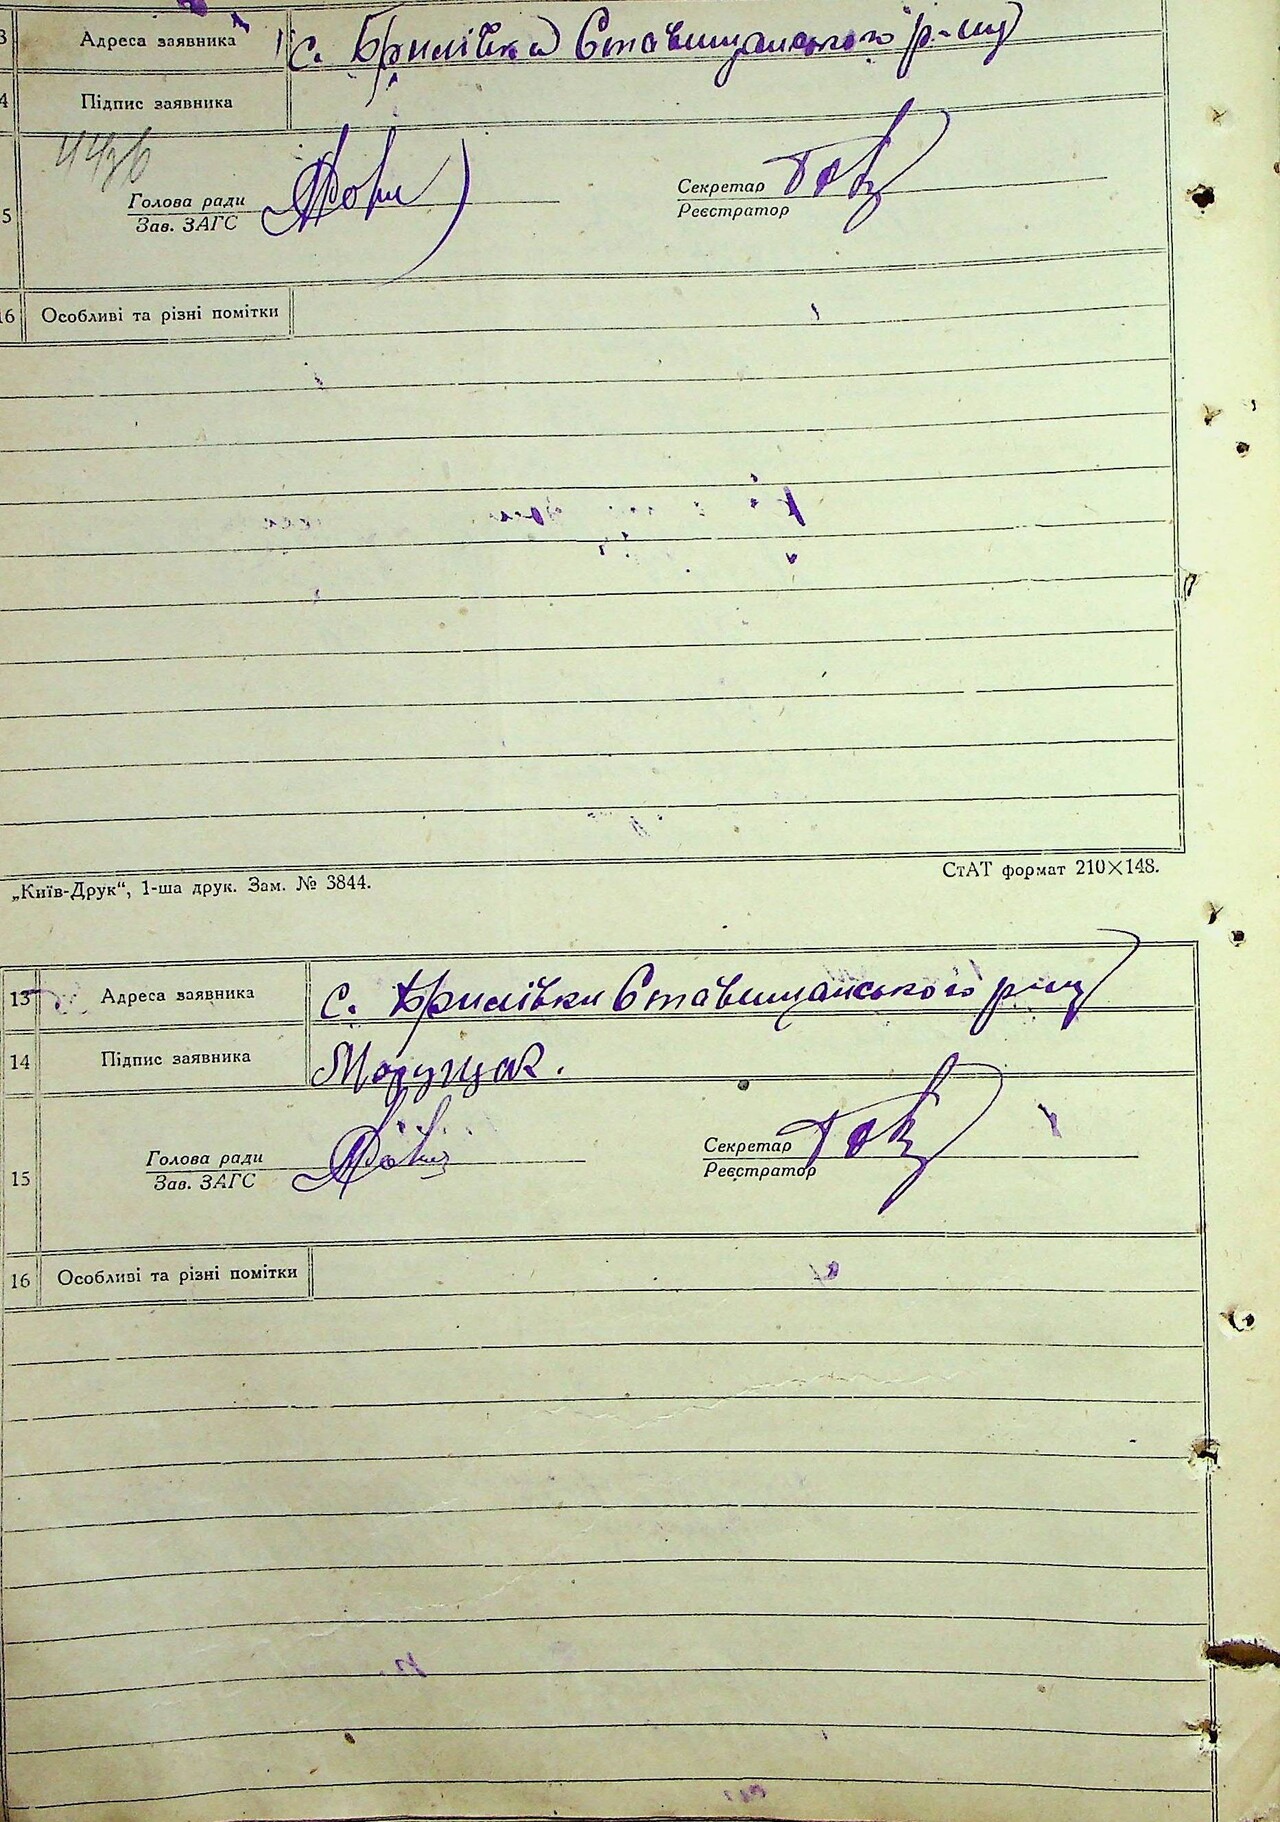 3 Адреса заявника с. Брилівка Ставищанського р-ну
4 Підпис заявника
5 Голова ради Секретар
Зав. ЗАГС Реєстратор
16 Особливі та різні помітки
„Київ-Друк“, 1-ша друк. Зам. № 3844. СтАТ формат 210×148.
13 Адреса заявника с. Брилівки Ставищанського р-ну
14 Підпис заявника
15 Голова ради Секретар
Зав. ЗАГС Реєстратор
16 Особливі та різні помітки